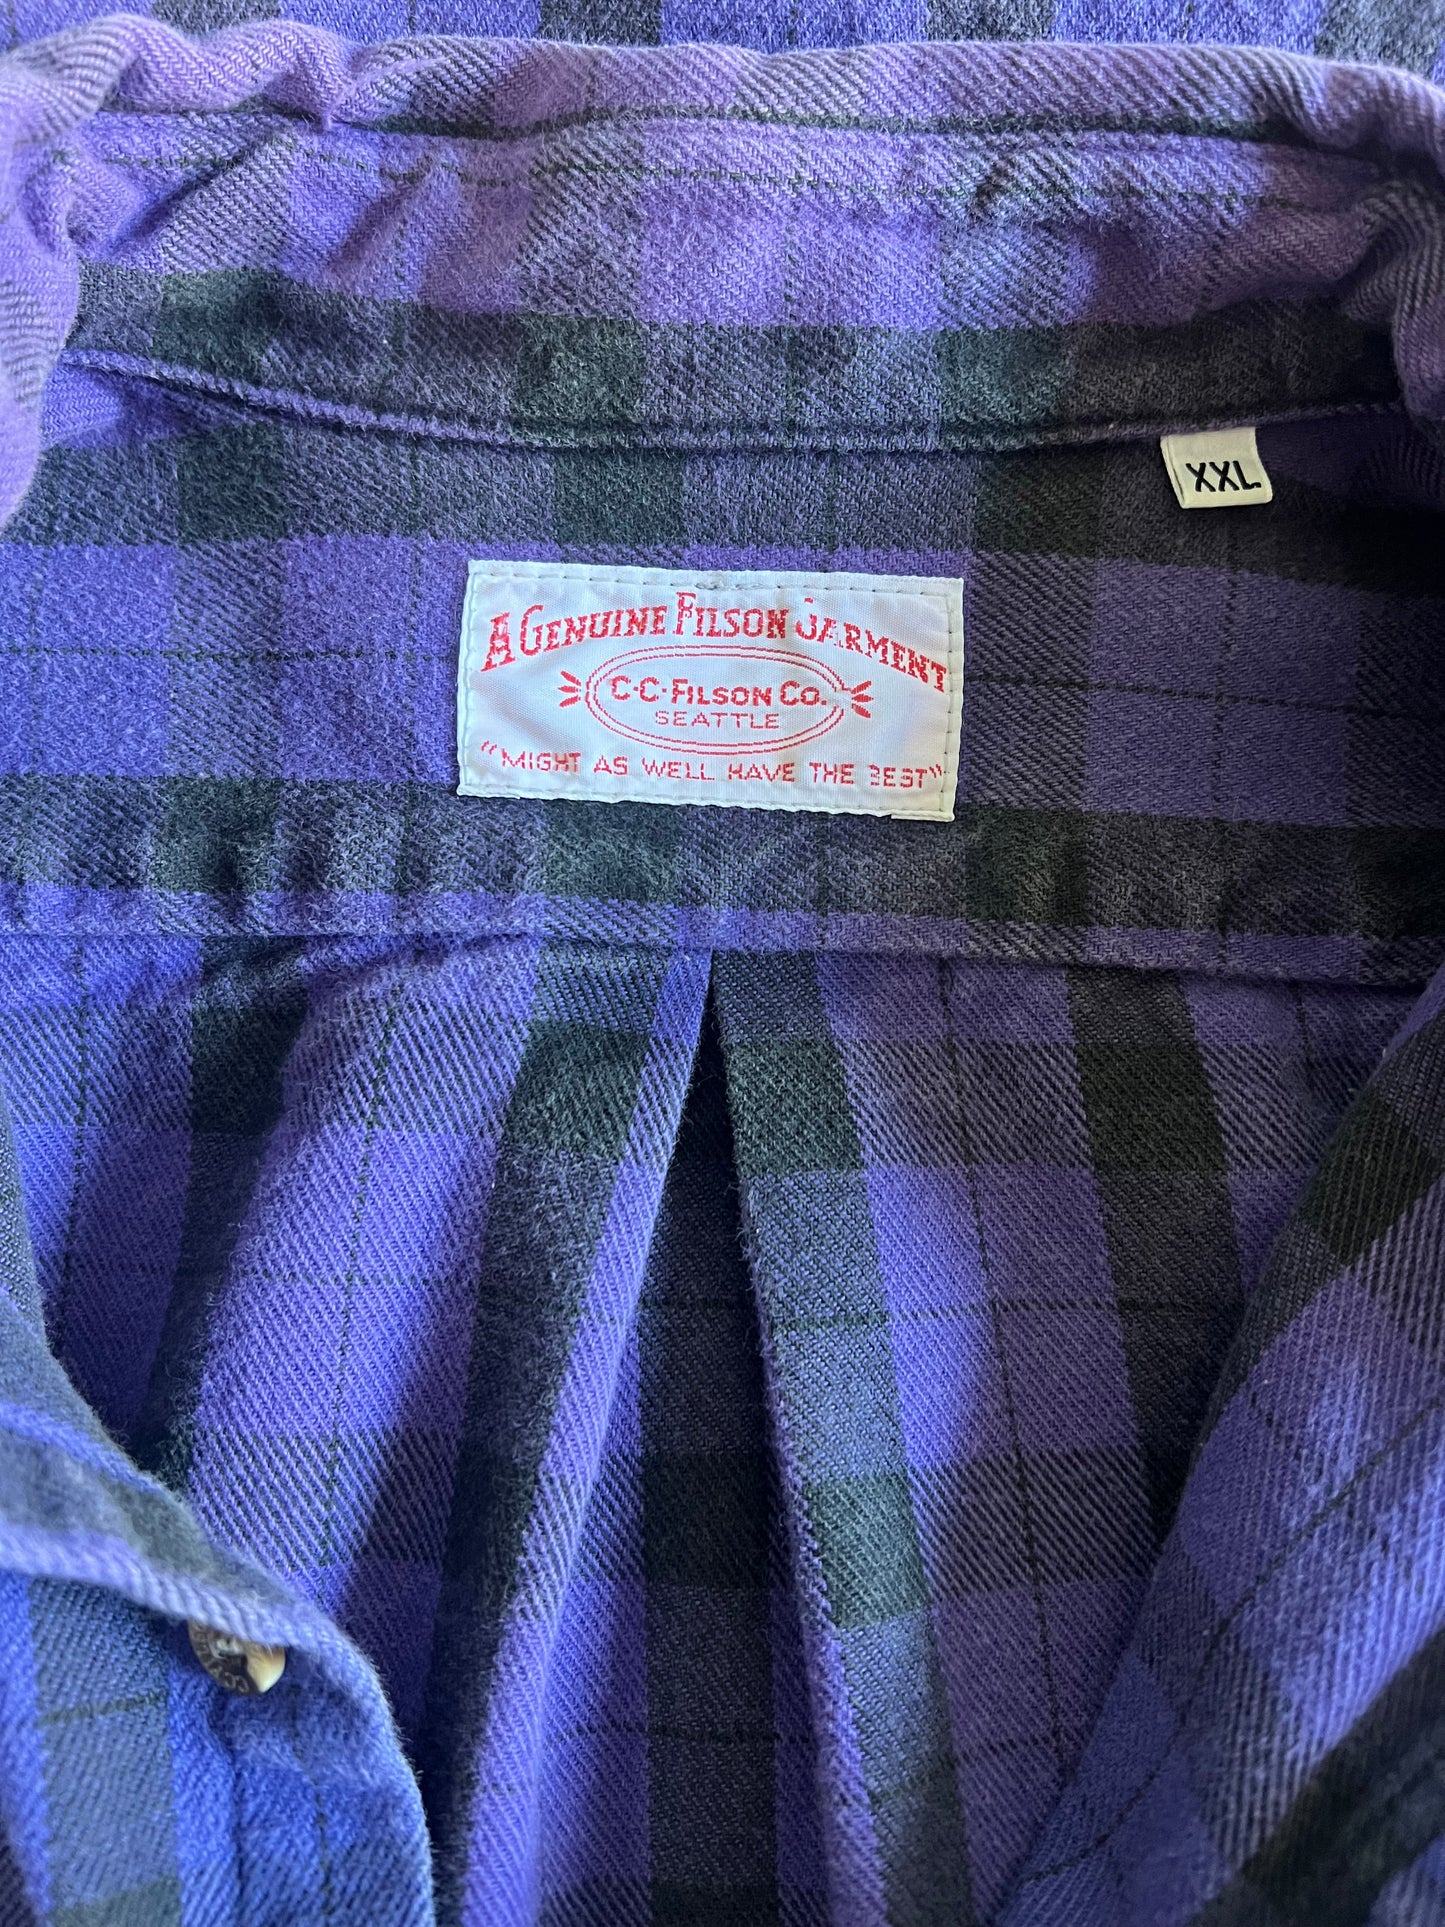 XXL
A GENUINE FILSON GARMENT
C·C·FILSON CO.
SEATTLE
"MIGHT AS WELL HAVE THE BEST"